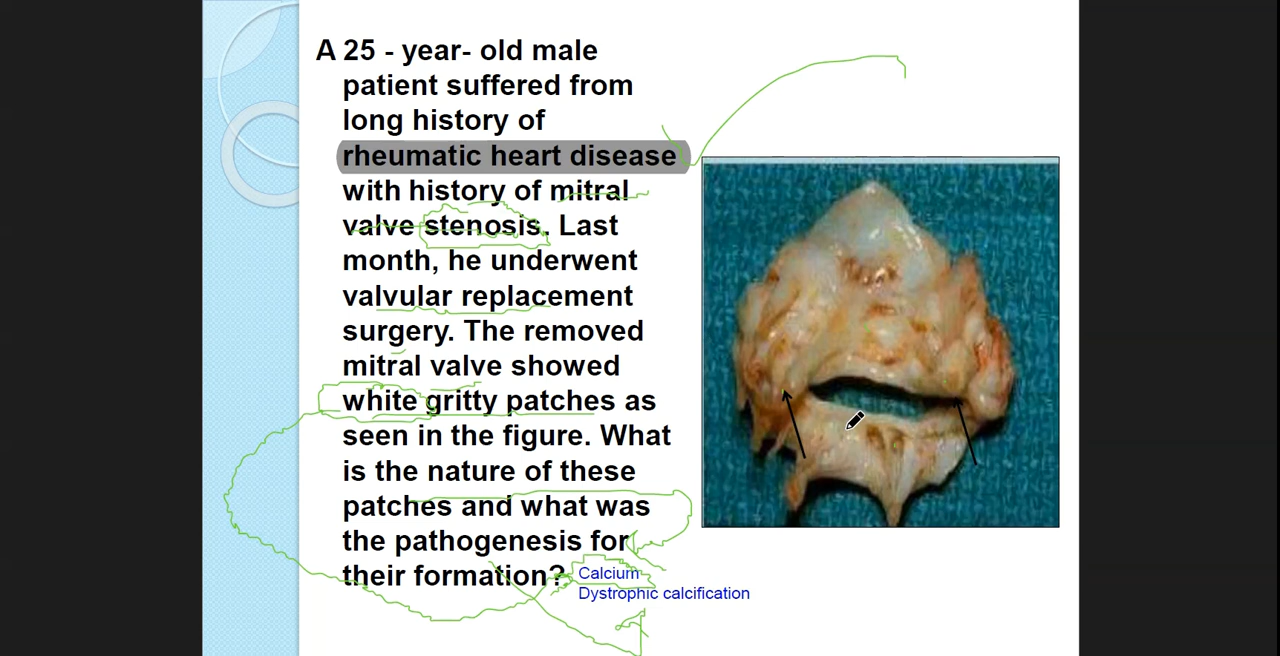 A 25 - year- old male
patient suffered from
long history of
rheumatic heart disease
with history of mitral
valve stenosis. Last
month, he underwent
valvular replacement
surgery. The removed
mitral valve showed
white gritty patches as
seen in the figure. What
is the nature of these
patches and what was
the pathogenesis for
their formation?
Calcium
Dystrophic calcification